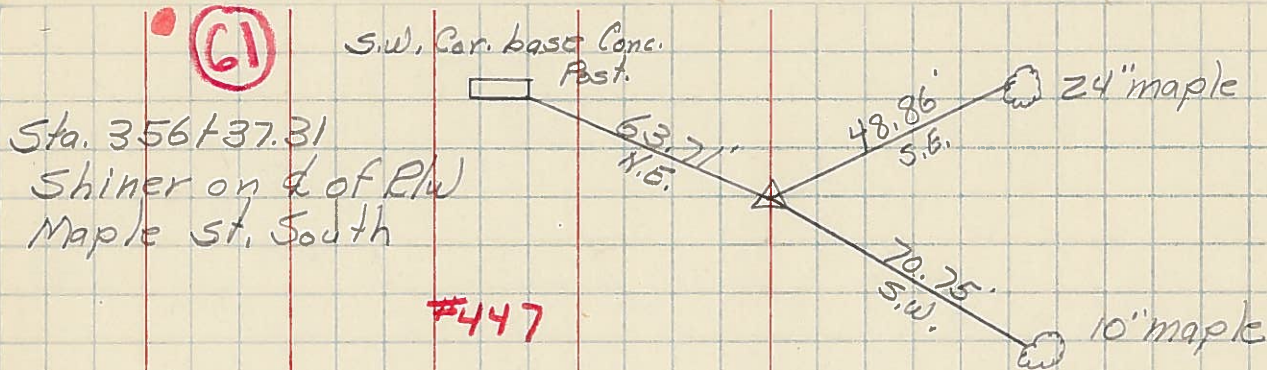 61
S.W. Cor. base Conc.
Post.
24" maple
48.86'
S.E.
63.71'
N.E.
Sta. 356+37.31
Shiner on ℄ of R/W
Maple St. South
70.75'
S.W.
#447
10" maple